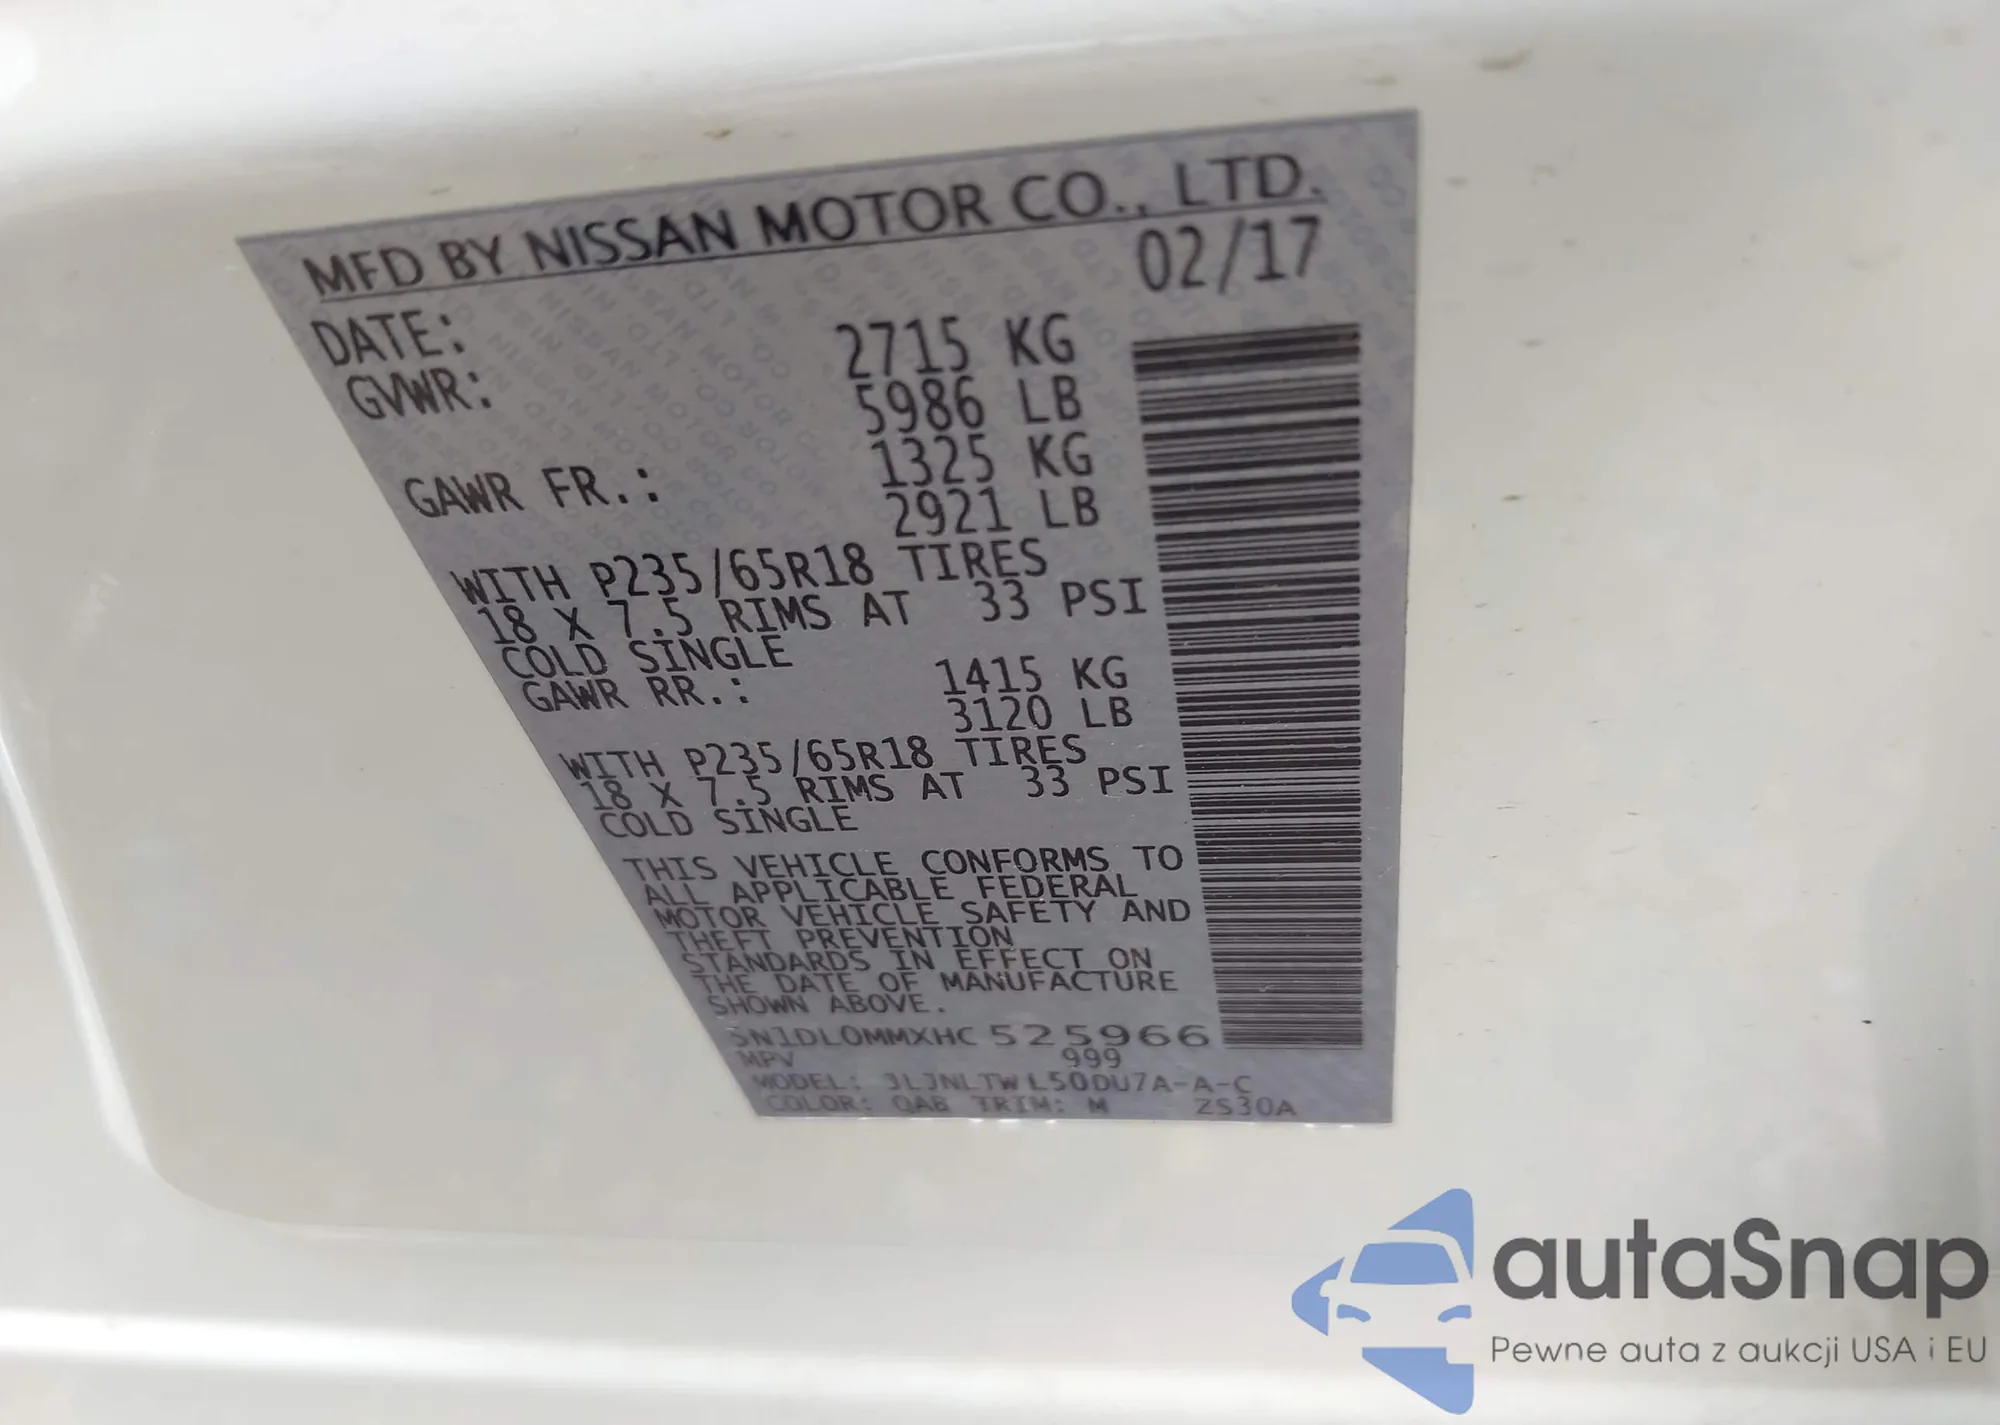 MFD BY NISSAN MOTOR CO., LTD.
DATE: 02/17
GVWR: 2715 KG
5986 LB
GAWR FR.: 1325 KG
2921 LB
WITH P235/65R18 TIRES
18 X 7.5 RIMS AT 33 PSI
COLD SINGLE
GAWR RR.: 1415 KG
3120 LB
WITH P235/65R18 TIRES
18 X 7.5 RIMS AT 33 PSI
COLD SINGLE
THIS VEHICLE CONFORMS TO
ALL APPLICABLE FEDERAL
MOTOR VEHICLE SAFETY AND
THEFT PREVENTION
STANDARDS IN EFFECT ON
THE DATE OF MANUFACTURE
SHOWN ABOVE.
5N1DL0MMXHC525966
MPV 999
MODEL: JLJNLTWL50DU7A-A-C
COLOR: QAB TRIM: M ZS30A
autaSnap
Pewne auta z aukcji USA i EU